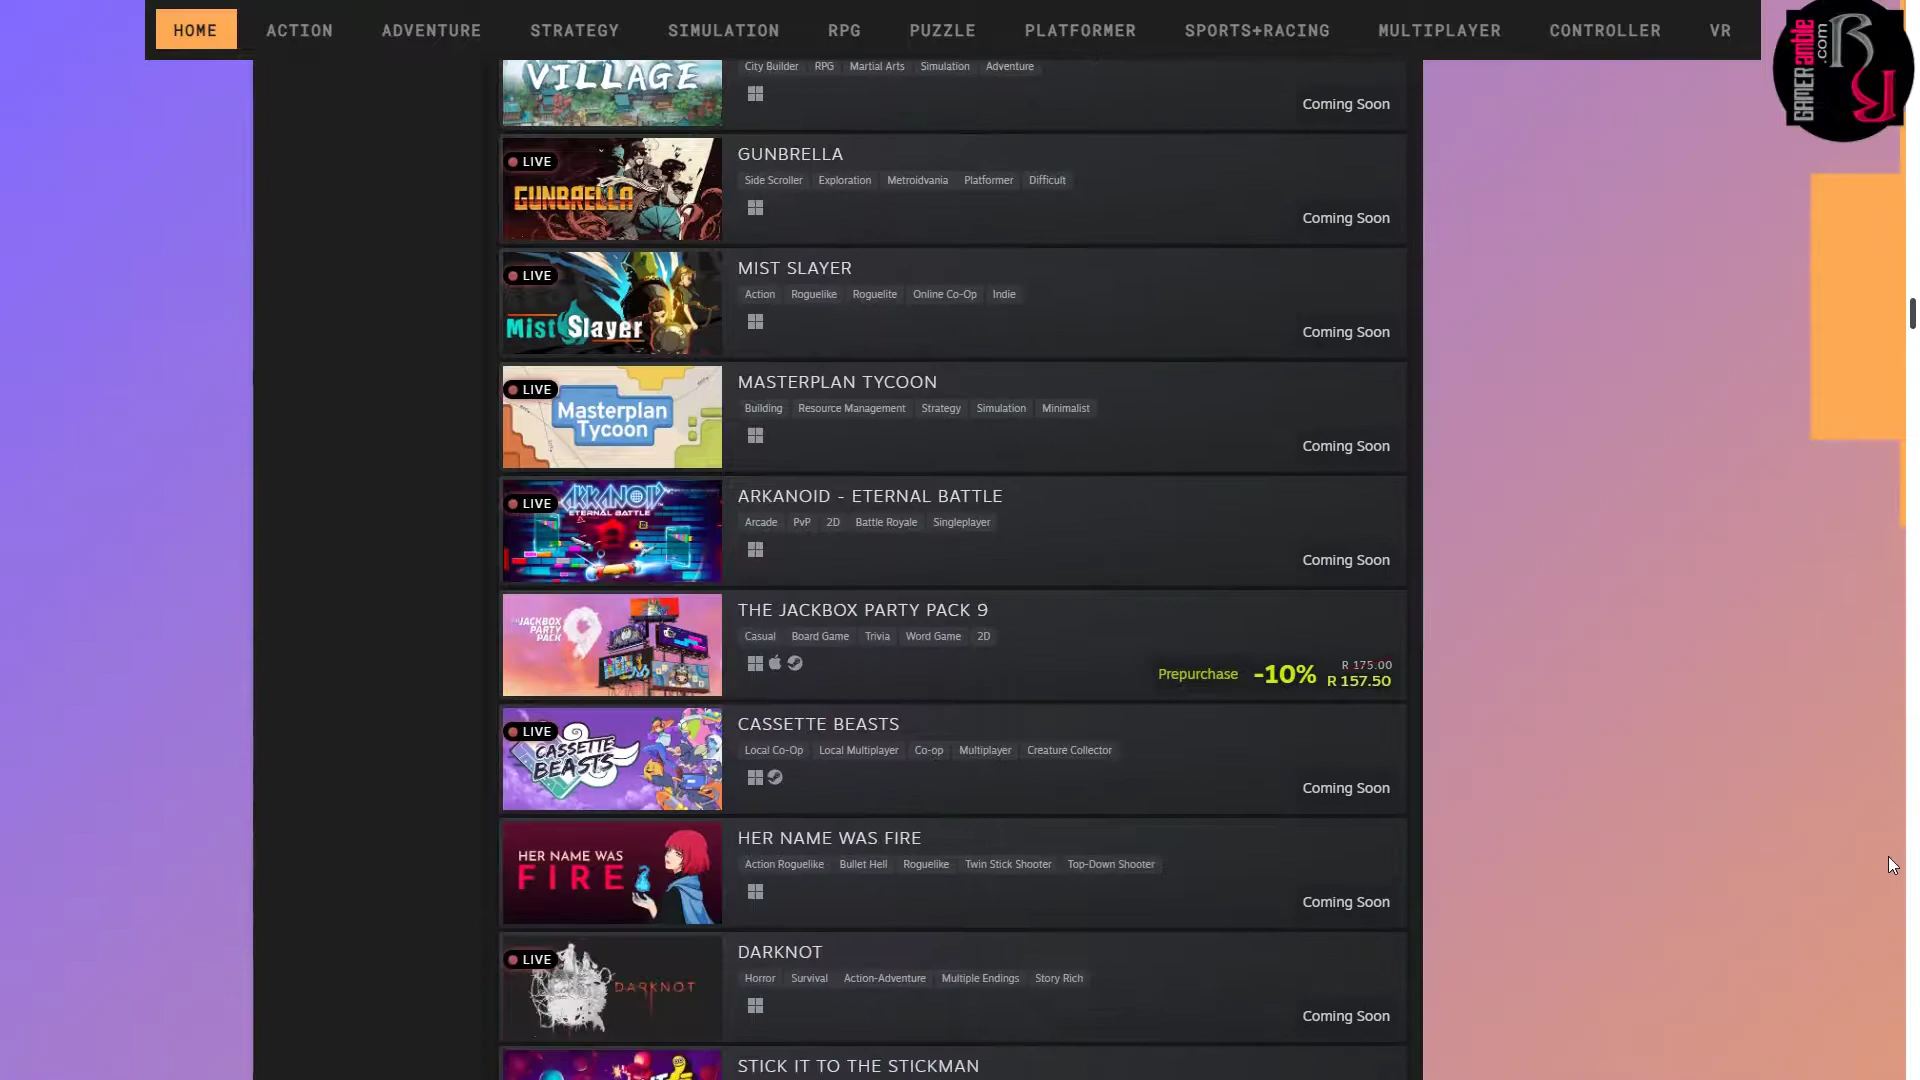 HOME ACTION ADVENTURE STRATEGY SIMULATION RPG PUZZLE PLATFORMER SPORTS+RACING MULTIPLAYER CONTROLLER VR
GAMERamble.com
VILLAGE
City Builder RPG Martial Arts Simulation Adventure
Coming Soon
LIVE
GUNBRELLA
GUNBRELLA
Side Scroller Exploration Metroidvania Platformer Difficult
Coming Soon
LIVE
Mist Slayer
MIST SLAYER
Action Roguelike Roguelite Online Co-Op Indie
Coming Soon
LIVE
Masterplan
Tycoon
MASTERPLAN TYCOON
Building Resource Management Strategy Simulation Minimalist
Coming Soon
LIVE
ARKANOID
ETERNAL BATTLE
ARKANOID - ETERNAL BATTLE
Arcade PvP 2D Battle Royale Singleplayer
Coming Soon
JACKBOX
PARTY
PACK
9
THE JACKBOX PARTY PACK 9
Casual Board Game Trivia Word Game 2D
Prepurchase -10% R 175.00
R 157.50
LIVE
CASSETTE
BEASTS
CASSETTE BEASTS
Local Co-Op Local Multiplayer Co-op Multiplayer Creature Collector
Coming Soon
HER NAME WAS
FIRE
HER NAME WAS FIRE
Action Roguelike Bullet Hell Roguelike Twin Stick Shooter Top-Down Shooter
Coming Soon
LIVE
DARKNOT
DARKNOT
Horror Survival Action-Adventure Multiple Endings Story Rich
Coming Soon
STICK IT TO THE STICKMAN